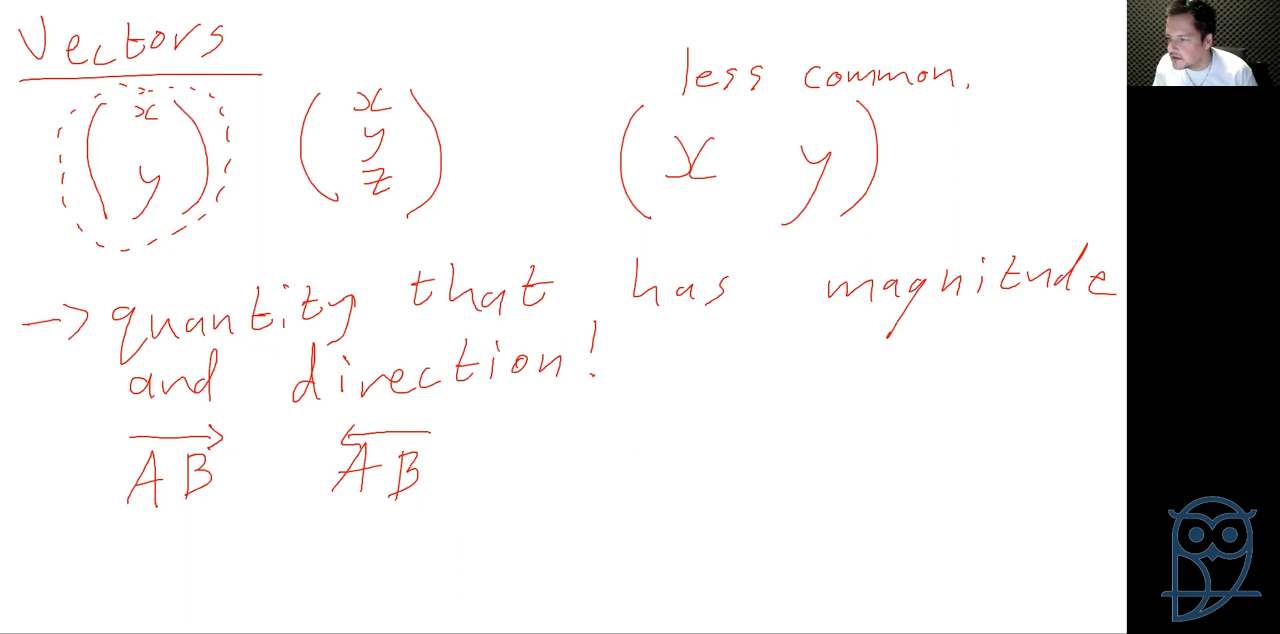 Vectors
less common.
(x y) (x y z) (x y)
→ quantity that has magnitude
and direction!
AB AB